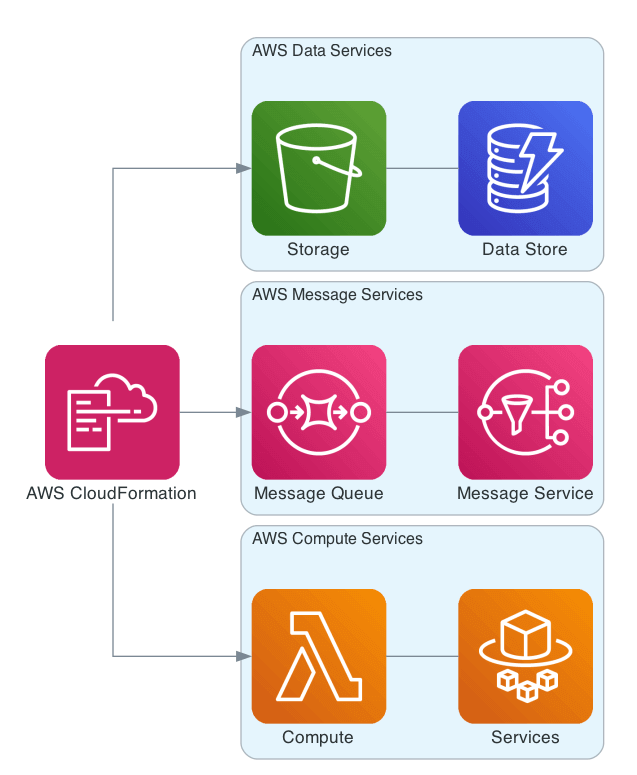 AWS Data Services
Storage
Data Store
AWS Message Services
AWS CloudFormation
Message Queue
Message Service
AWS Compute Services
Compute
Services